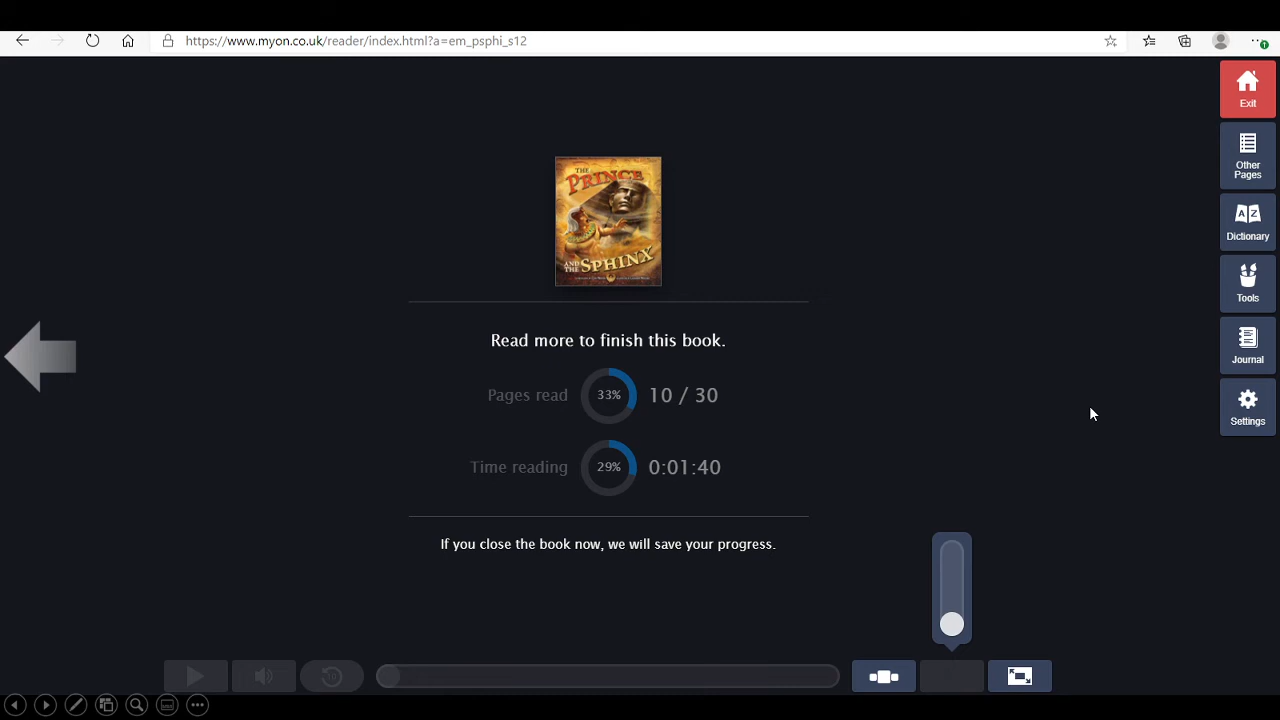 https://www.myon.co.uk/reader/index.html?a=em_psphi_s12
Exit
Other
Pages
A Z
Dictionary
Tools
Journal
Settings
THE
PRINCE
AND THE SPHINX
Read more to finish this book.
Pages read 33% 10 / 30
Time reading 29% 0:01:40
If you close the book now, we will save your progress.
10